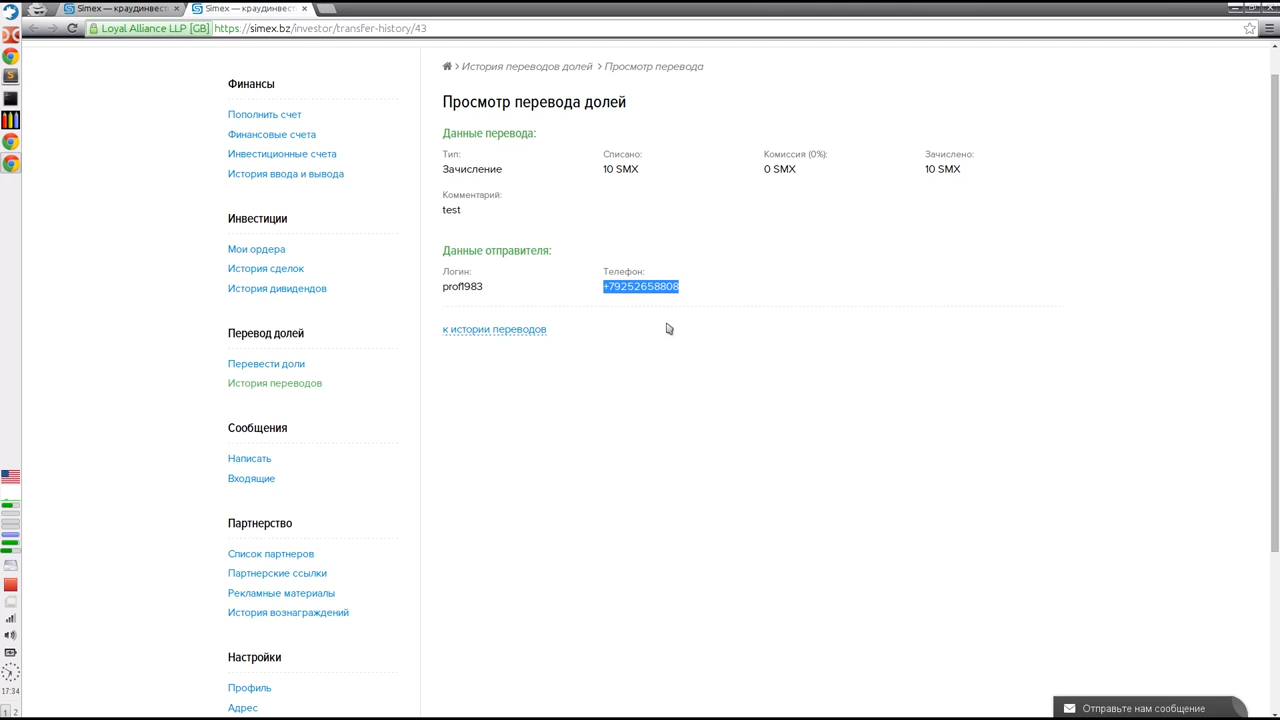 Simex — краудинвест
Simex — краудинвест
Loyal Alliance LLP [GB] https://simex.bz/investor/transfer-history/43
Финансы
Пополнить счет
Финансовые счета
Инвестиционные счета
История ввода и вывода
Инвестиции
Мои ордера
История сделок
История дивидендов
Перевод долей
Перевести доли
История переводов
Сообщения
Написать
Входящие
Партнерство
Список партнеров
Партнерские ссылки
Рекламные материалы
История вознаграждений
Настройки
Профиль
Адрес
История переводов долей > Просмотр перевода
Просмотр перевода долей
Данные перевода:
Тип: Списано: Комиссия (0%): Зачислено:
Зачисление 10 SMX 0 SMX 10 SMX
Комментарий:
test
Данные отправителя:
Логин: Телефон:
prof1983 +79252658808
к истории переводов
Отправьте нам сообщение
17:34
1 2